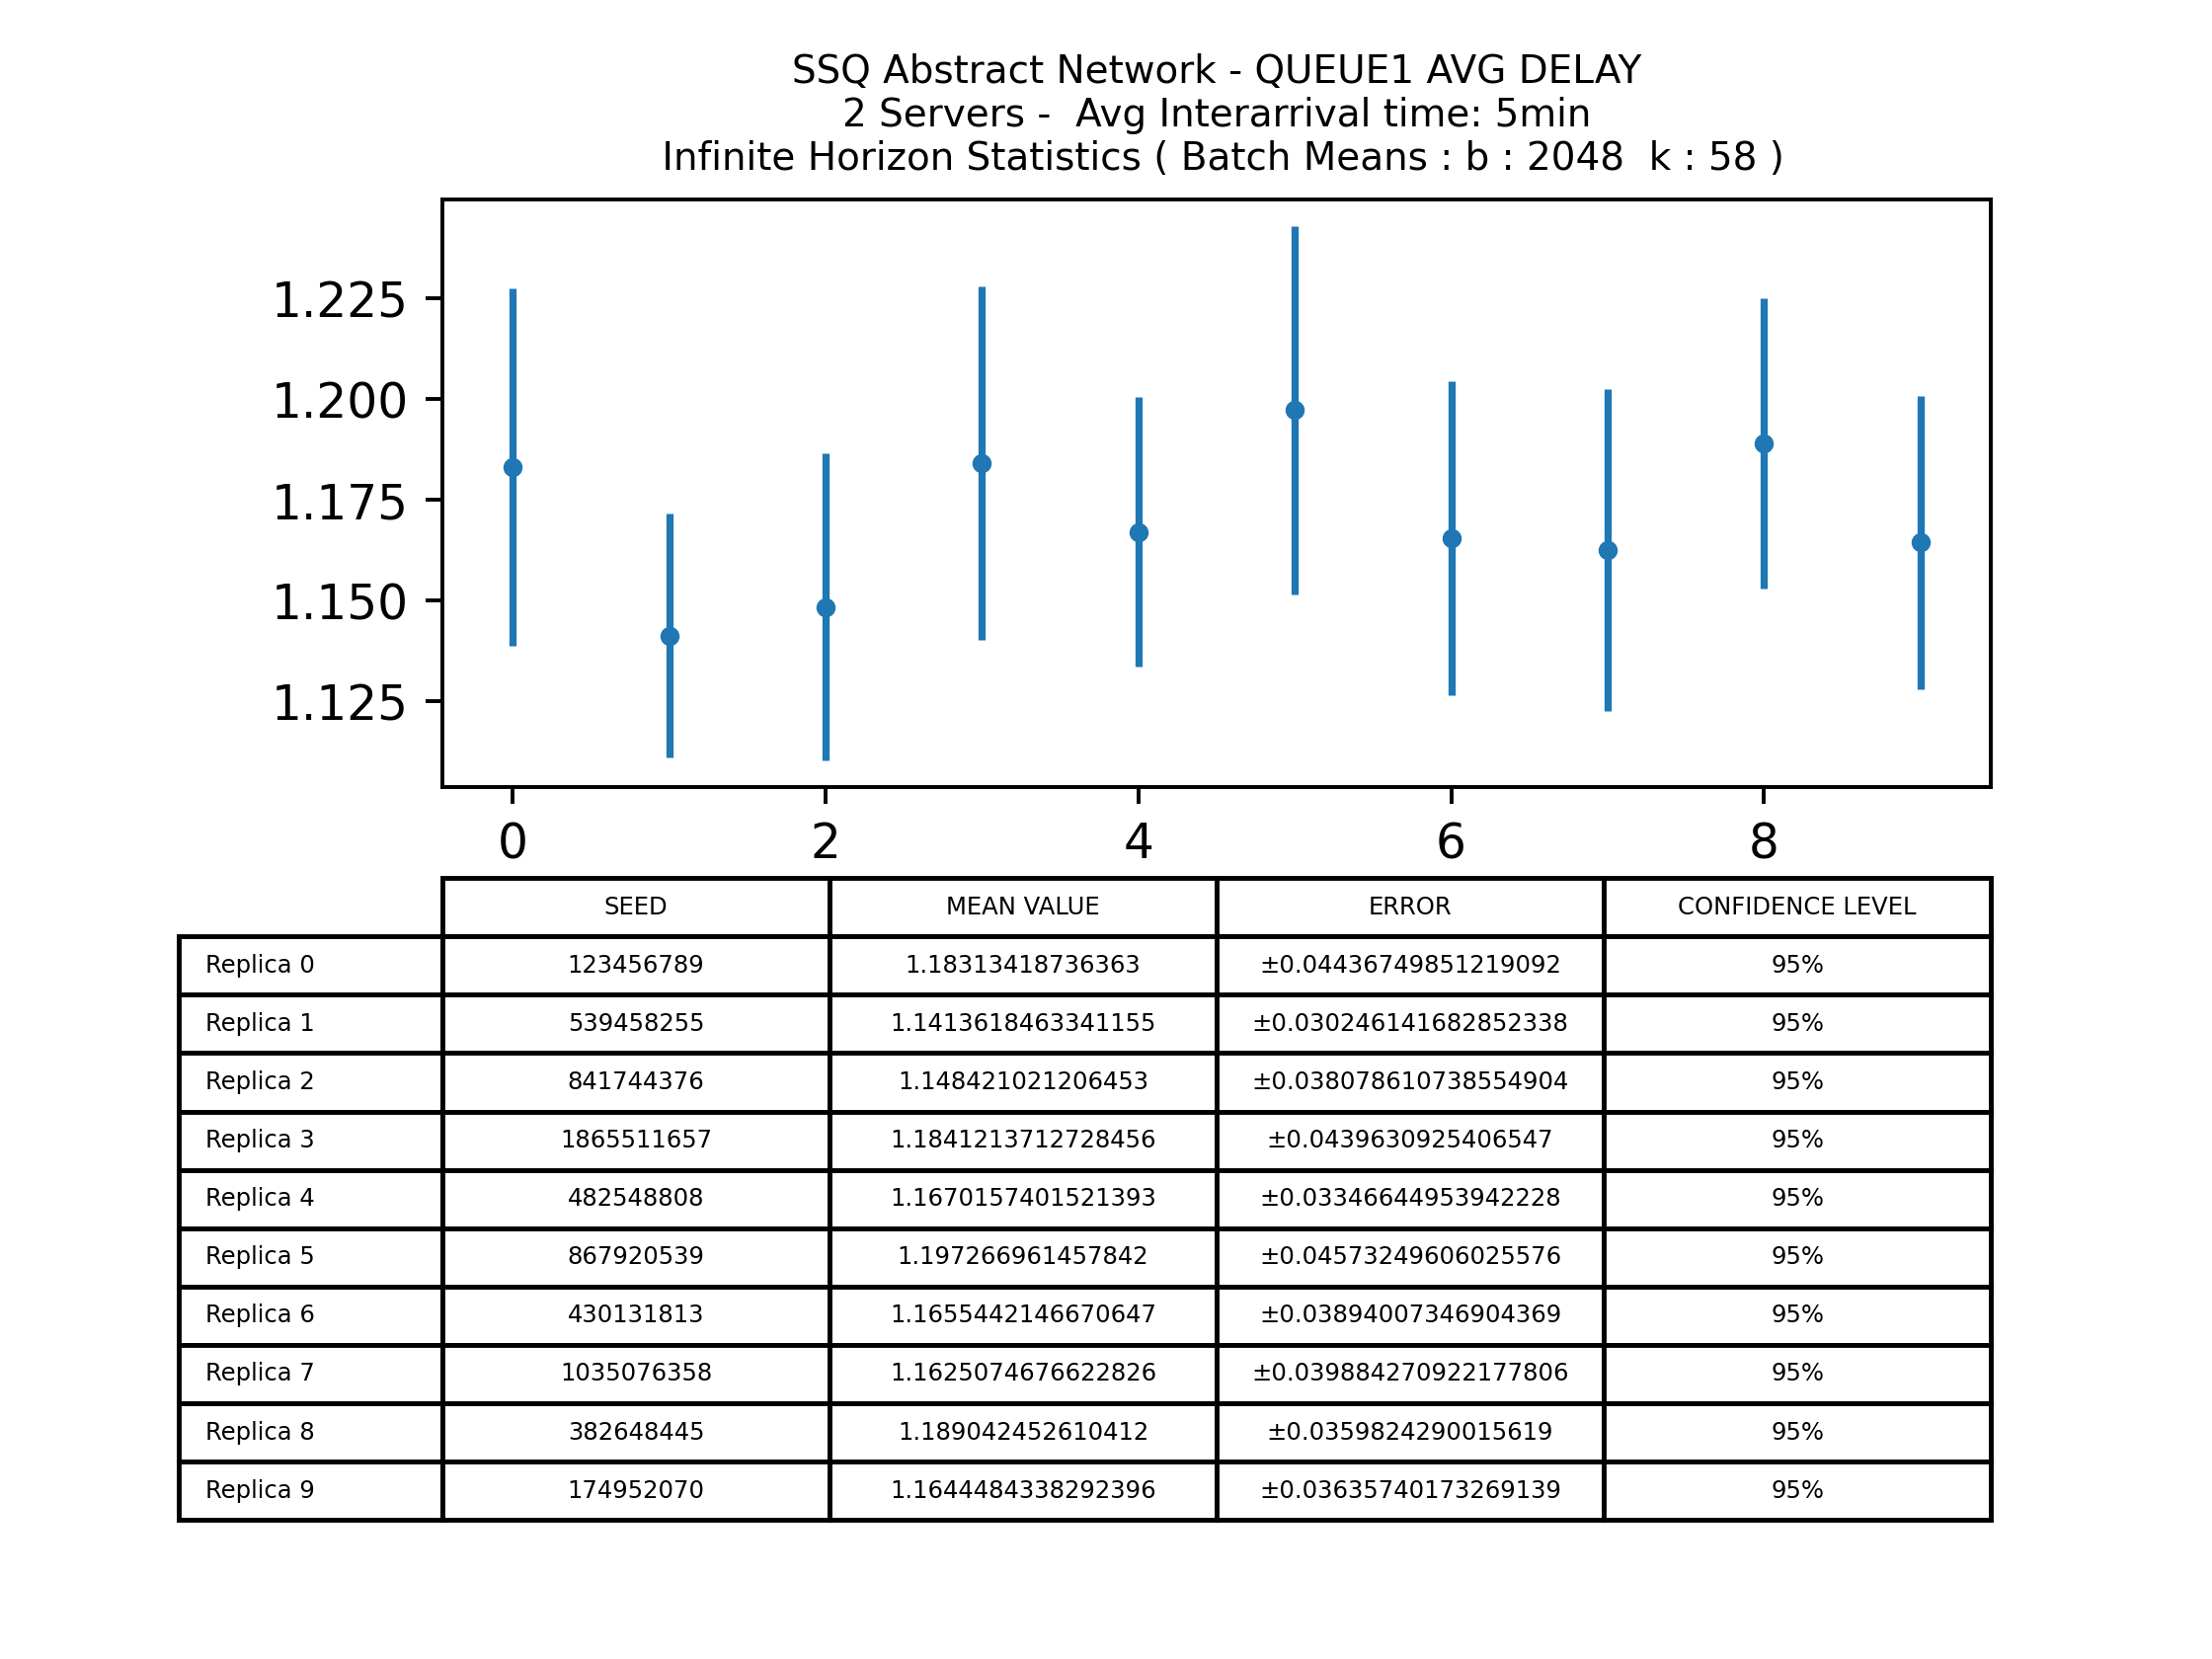 SSQ Abstract Network - QUEUE1 AVG DELAY
2 Servers -  Avg Interarrival time: 5min
Infinite Horizon Statistics ( Batch Means : b : 2048  k : 58 )
1.225
1.200
1.175
1.150
1.125
0 2 4 6 8
SEED MEAN VALUE ERROR CONFIDENCE LEVEL
Replica 0 123456789 1.18313418736363 ±0.04436749851219092 95%
Replica 1 539458255 1.1413618463341155 ±0.030246141682852338 95%
Replica 2 841744376 1.148421021206453 ±0.038078610738554904 95%
Replica 3 1865511657 1.1841213712728456 ±0.0439630925406547 95%
Replica 4 482548808 1.1670157401521393 ±0.03346644953942228 95%
Replica 5 867920539 1.197266961457842 ±0.04573249606025576 95%
Replica 6 430131813 1.1655442146670647 ±0.03894007346904369 95%
Replica 7 1035076358 1.1625074676622826 ±0.039884270922177806 95%
Replica 8 382648445 1.189042452610412 ±0.0359824290015619 95%
Replica 9 174952070 1.1644484338292396 ±0.03635740173269139 95%